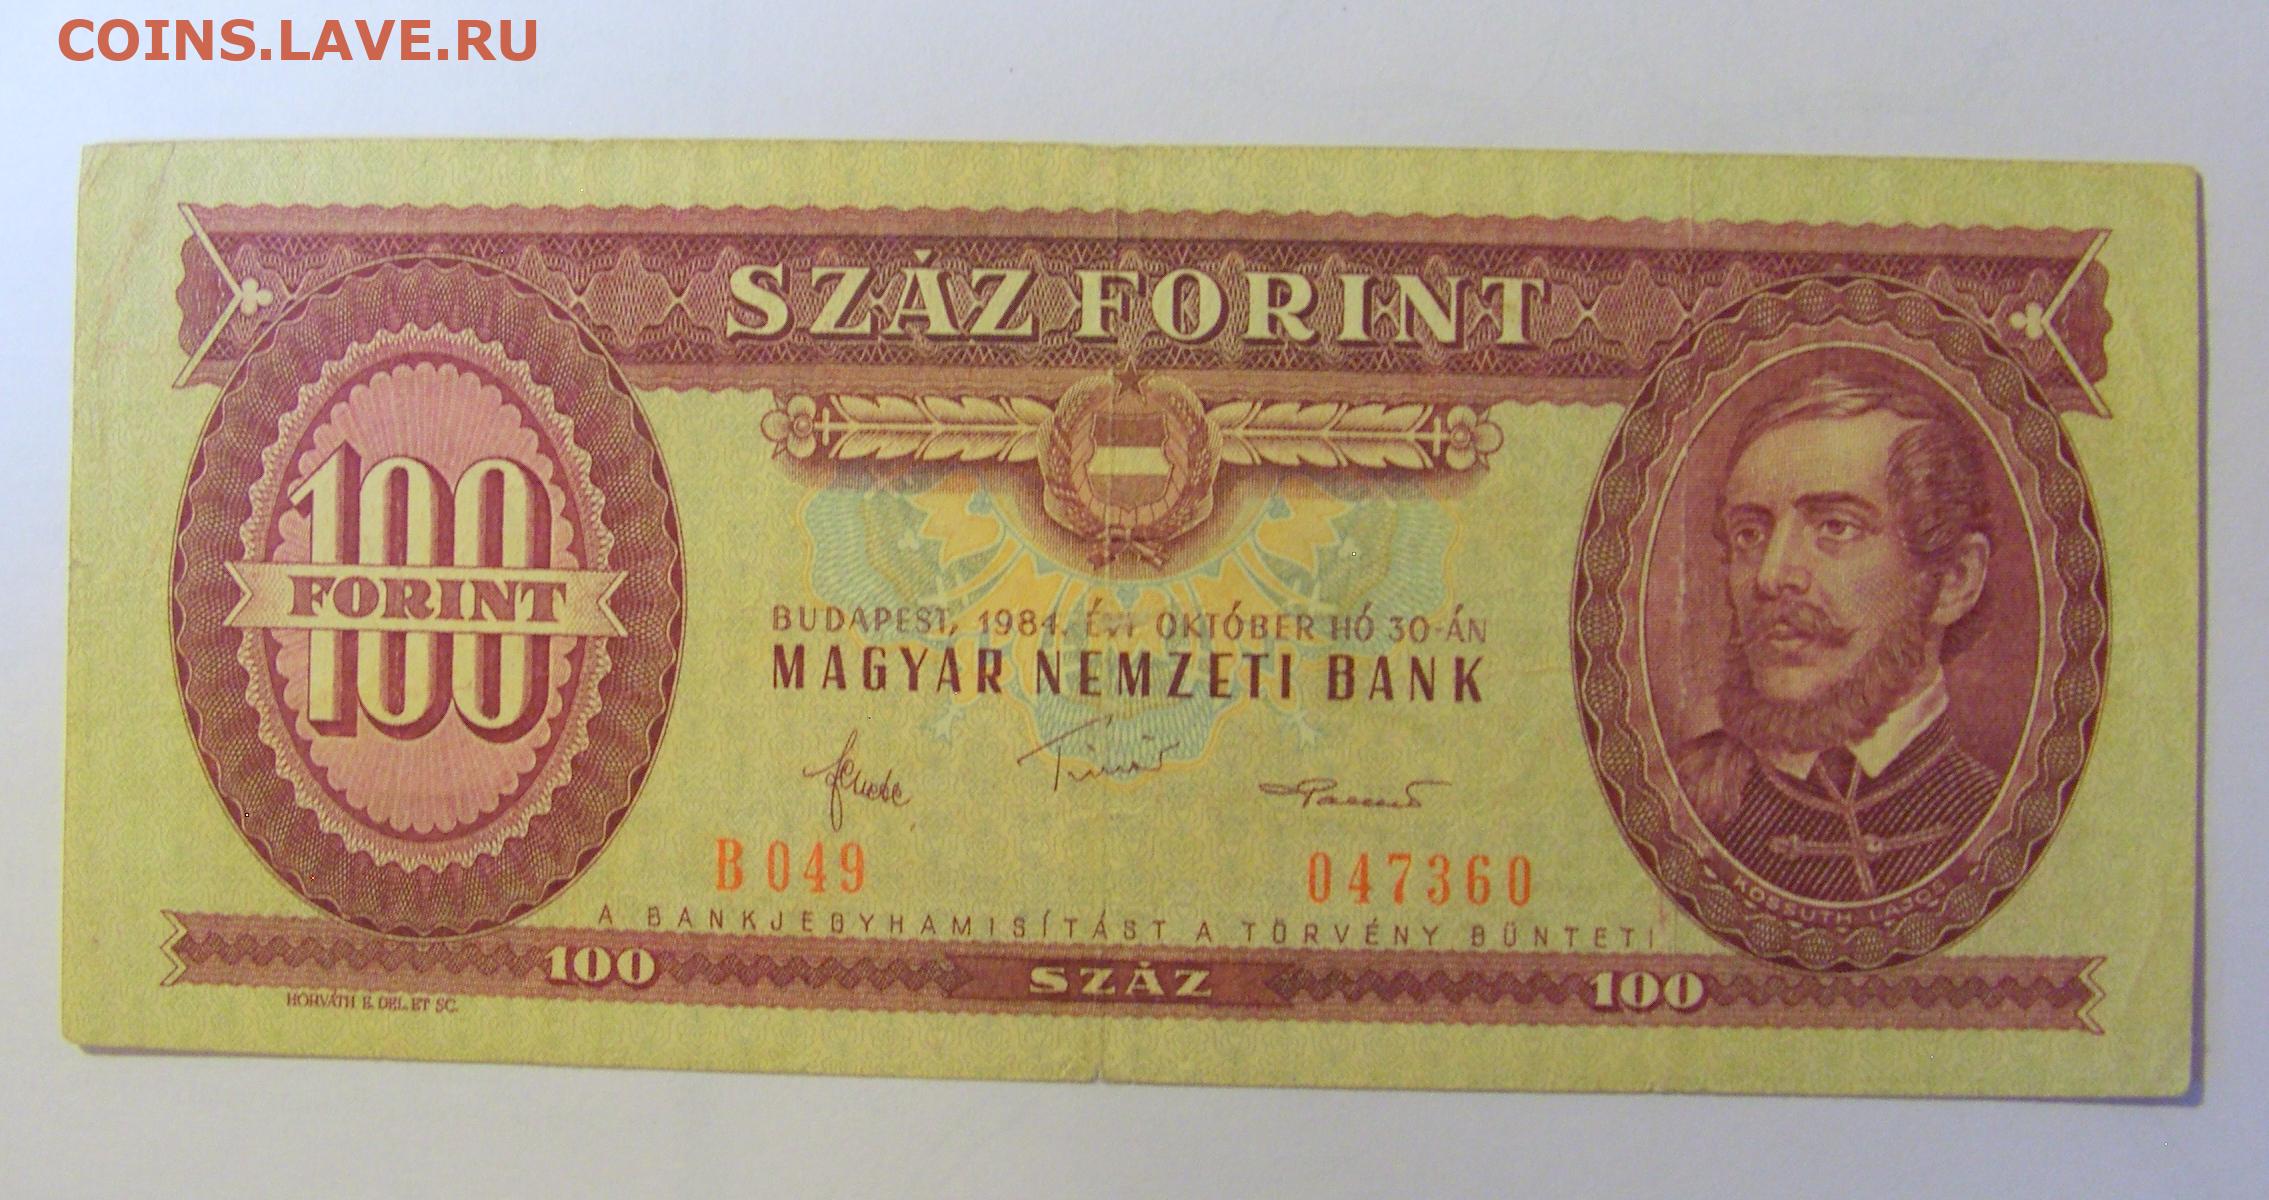 COINS.LAVE.RU
SZÁZ FORINT
100
FORINT
BUDAPEST, 1984. ÉVI OKTÓBER HÓ 30-ÁN
MAGYAR NEMZETI BANK
B 049 047360
KOSSUTH LAJOS
A BANKJEGYHAMISÍTÁST A TÖRVÉNY BÜNTETI
100 SZÁZ 100
HORVÁTH E. DEL. ET SC.